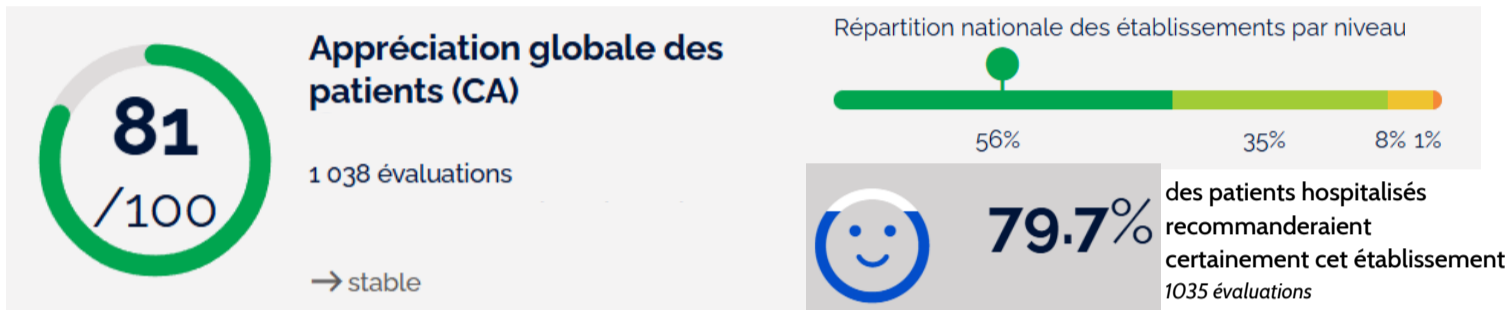 81
/100
Appréciation globale des
patients (CA)
1 038 évaluations
→ stable
Répartition nationale des établissements par niveau
56% 35% 8% 1%
79.7%
des patients hospitalisés
recommanderaient
certainement cet établissement
1035 évaluations